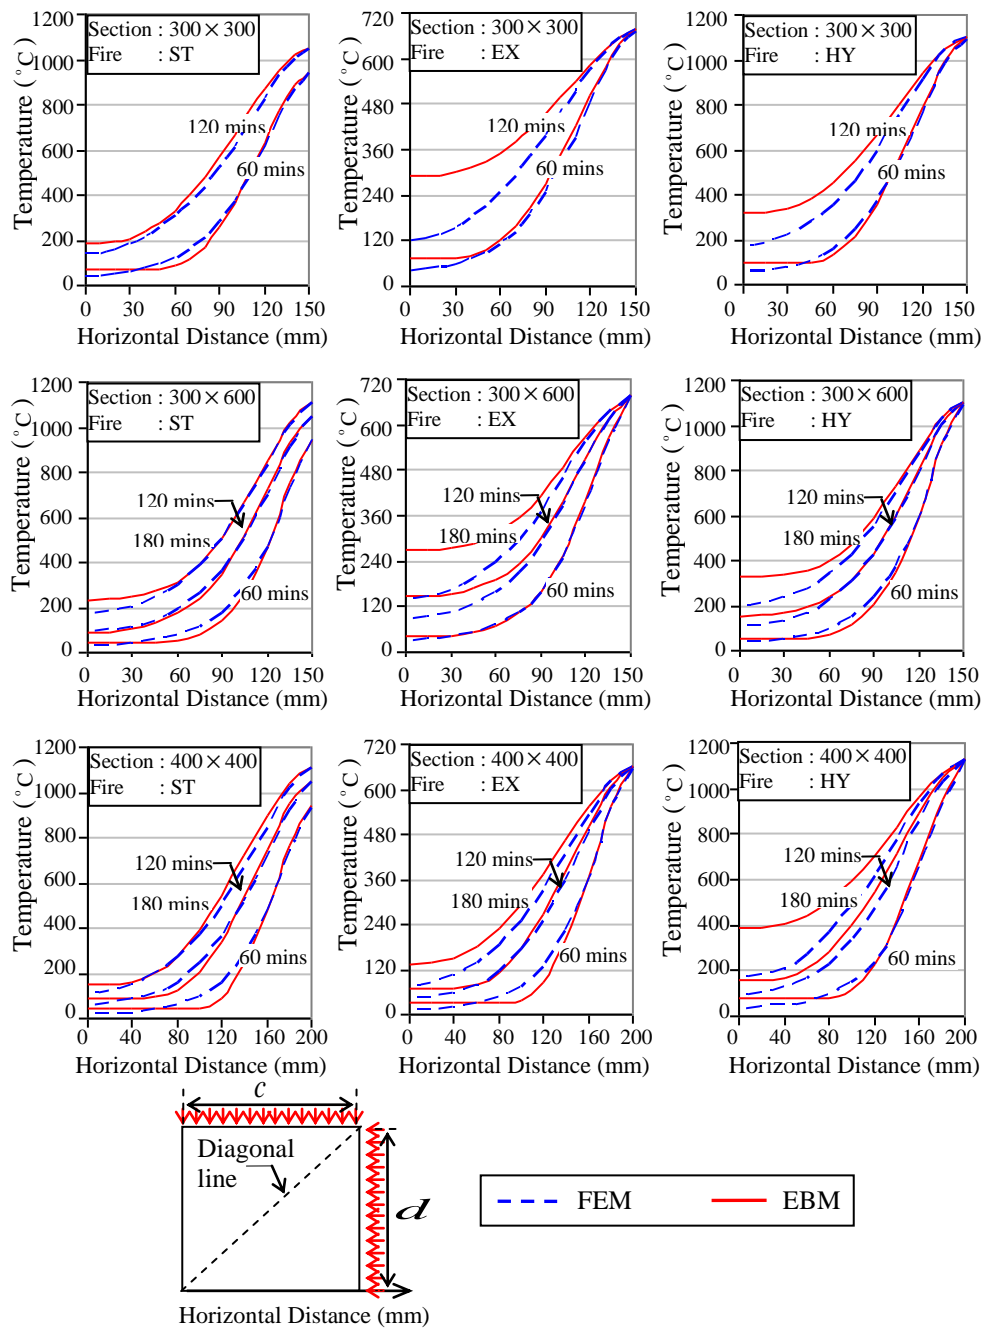 Section : 300×300
Fire : ST
1200
1000
800
600
400
200
0
120 mins
60 mins
0 30 60 90 120 150
Temperature (°C)
Horizontal Distance (mm)
Section : 300×300
Fire : EX
720
600
480
360
240
120
0
120 mins
60 mins
0 30 60 90 120 150
Temperature (°C)
Horizontal Distance (mm)
Section : 300×300
Fire : HY
1200
1000
800
600
400
200
0
120 mins
60 mins
0 30 60 90 120 150
Temperature (°C)
Horizontal Distance (mm)
Section : 300×600
Fire : ST
1200
1000
800
600
400
200
0
120 mins
180 mins
60 mins
0 30 60 90 120 150
Temperature (°C)
Horizontal Distance (mm)
Section : 300×600
Fire : EX
720
600
480
360
240
120
0
120 mins
180 mins
60 mins
0 30 60 90 120 150
Temperature (°C)
Horizontal Distance (mm)
Section : 300×600
Fire : HY
1200
1000
800
600
400
200
0
120 mins
180 mins
60 mins
0 30 60 90 120 150
Temperature (°C)
Horizontal Distance (mm)
Section : 400×400
Fire : ST
1200
1000
800
600
400
200
0
120 mins
180 mins
60 mins
0 40 80 120 160 200
Temperature (°C)
Horizontal Distance (mm)
Section : 400×400
Fire : EX
720
600
480
360
240
120
0
120 mins
180 mins
60 mins
0 40 80 120 160 200
Temperature (°C)
Horizontal Distance (mm)
Section : 400×400
Fire : HY
1200
1000
800
600
400
200
0
120 mins
180 mins
60 mins
0 40 80 120 160 200
Temperature (°C)
Horizontal Distance (mm)
c
Diagonal
line
d
Horizontal Distance (mm)
FEM
EBM